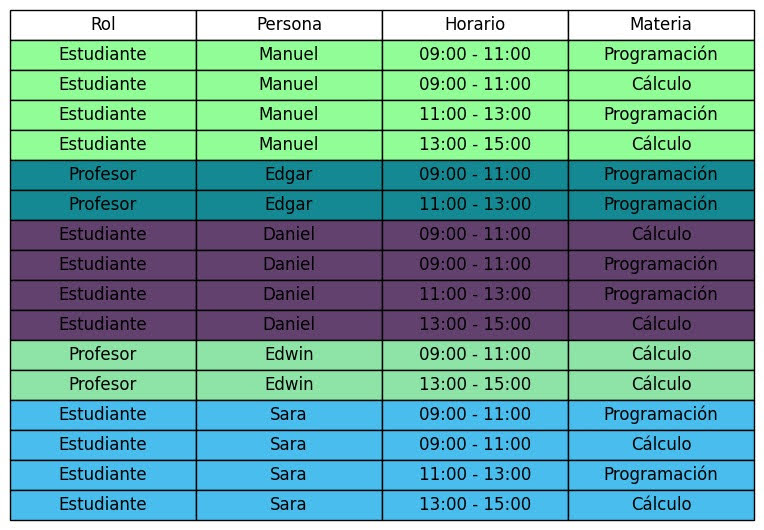 Rol Persona Horario Materia
Estudiante Manuel 09:00 - 11:00 Programación
Estudiante Manuel 09:00 - 11:00 Cálculo
Estudiante Manuel 11:00 - 13:00 Programación
Estudiante Manuel 13:00 - 15:00 Cálculo
Profesor Edgar 09:00 - 11:00 Programación
Profesor Edgar 11:00 - 13:00 Programación
Estudiante Daniel 09:00 - 11:00 Cálculo
Estudiante Daniel 09:00 - 11:00 Programación
Estudiante Daniel 11:00 - 13:00 Programación
Estudiante Daniel 13:00 - 15:00 Cálculo
Profesor Edwin 09:00 - 11:00 Cálculo
Profesor Edwin 13:00 - 15:00 Cálculo
Estudiante Sara 09:00 - 11:00 Programación
Estudiante Sara 09:00 - 11:00 Cálculo
Estudiante Sara 11:00 - 13:00 Programación
Estudiante Sara 13:00 - 15:00 Cálculo